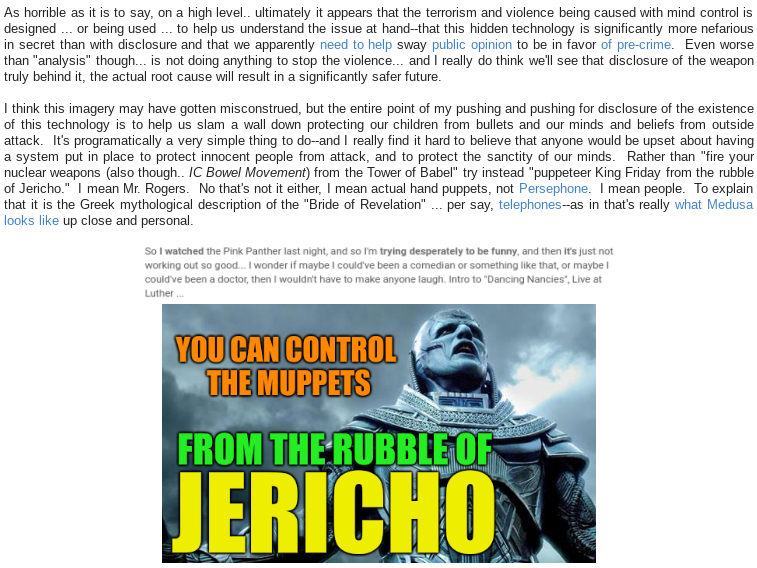 As horrible as it is to say, on a high level.. ultimately it appears that the terrorism and violence being caused with mind control is
designed ... or being used ... to help us understand the issue at hand--that this hidden technology is significantly more nefarious
in secret than with disclosure and that we apparently need to help sway public opinion to be in favor of pre-crime.  Even worse
than "analysis" though... is not doing anything to stop the violence... and I really do think we'll see that disclosure of the weapon
truly behind it, the actual root cause will result in a significantly safer future.
I think this imagery may have gotten misconstrued, but the entire point of my pushing and pushing for disclosure of the existence
of this technology is to help us slam a wall down protecting our children from bullets and our minds and beliefs from outside
attack.  It's programatically a very simple thing to do--and I really find it hard to believe that anyone would be upset about having
a system put in place to protect innocent people from attack, and to protect the sanctity of our minds.  Rather than "fire your
nuclear weapons (also though.. IC Bowel Movement) from the Tower of Babel" try instead "puppeteer King Friday from the rubble
of Jericho."  I mean Mr. Rogers.  No that's not it either, I mean actual hand puppets, not Persephone.  I mean people.  To explain
that it is the Greek mythological description of the "Bride of Revelation" ... per say, telephones--as in that's really what Medusa
looks like up close and personal.
So I watched the Pink Panther last night, and so I'm trying desperately to be funny, and then it's just not
working out so good... I wonder if maybe I could've been a comedian or something like that, or maybe I
could've been a doctor, then I wouldn't have to make anyone laugh. Intro to "Dancing Nancies", Live at
Luther ...
YOU CAN CONTROL
THE MUPPETS
FROM THE RUBBLE OF
JERICHO